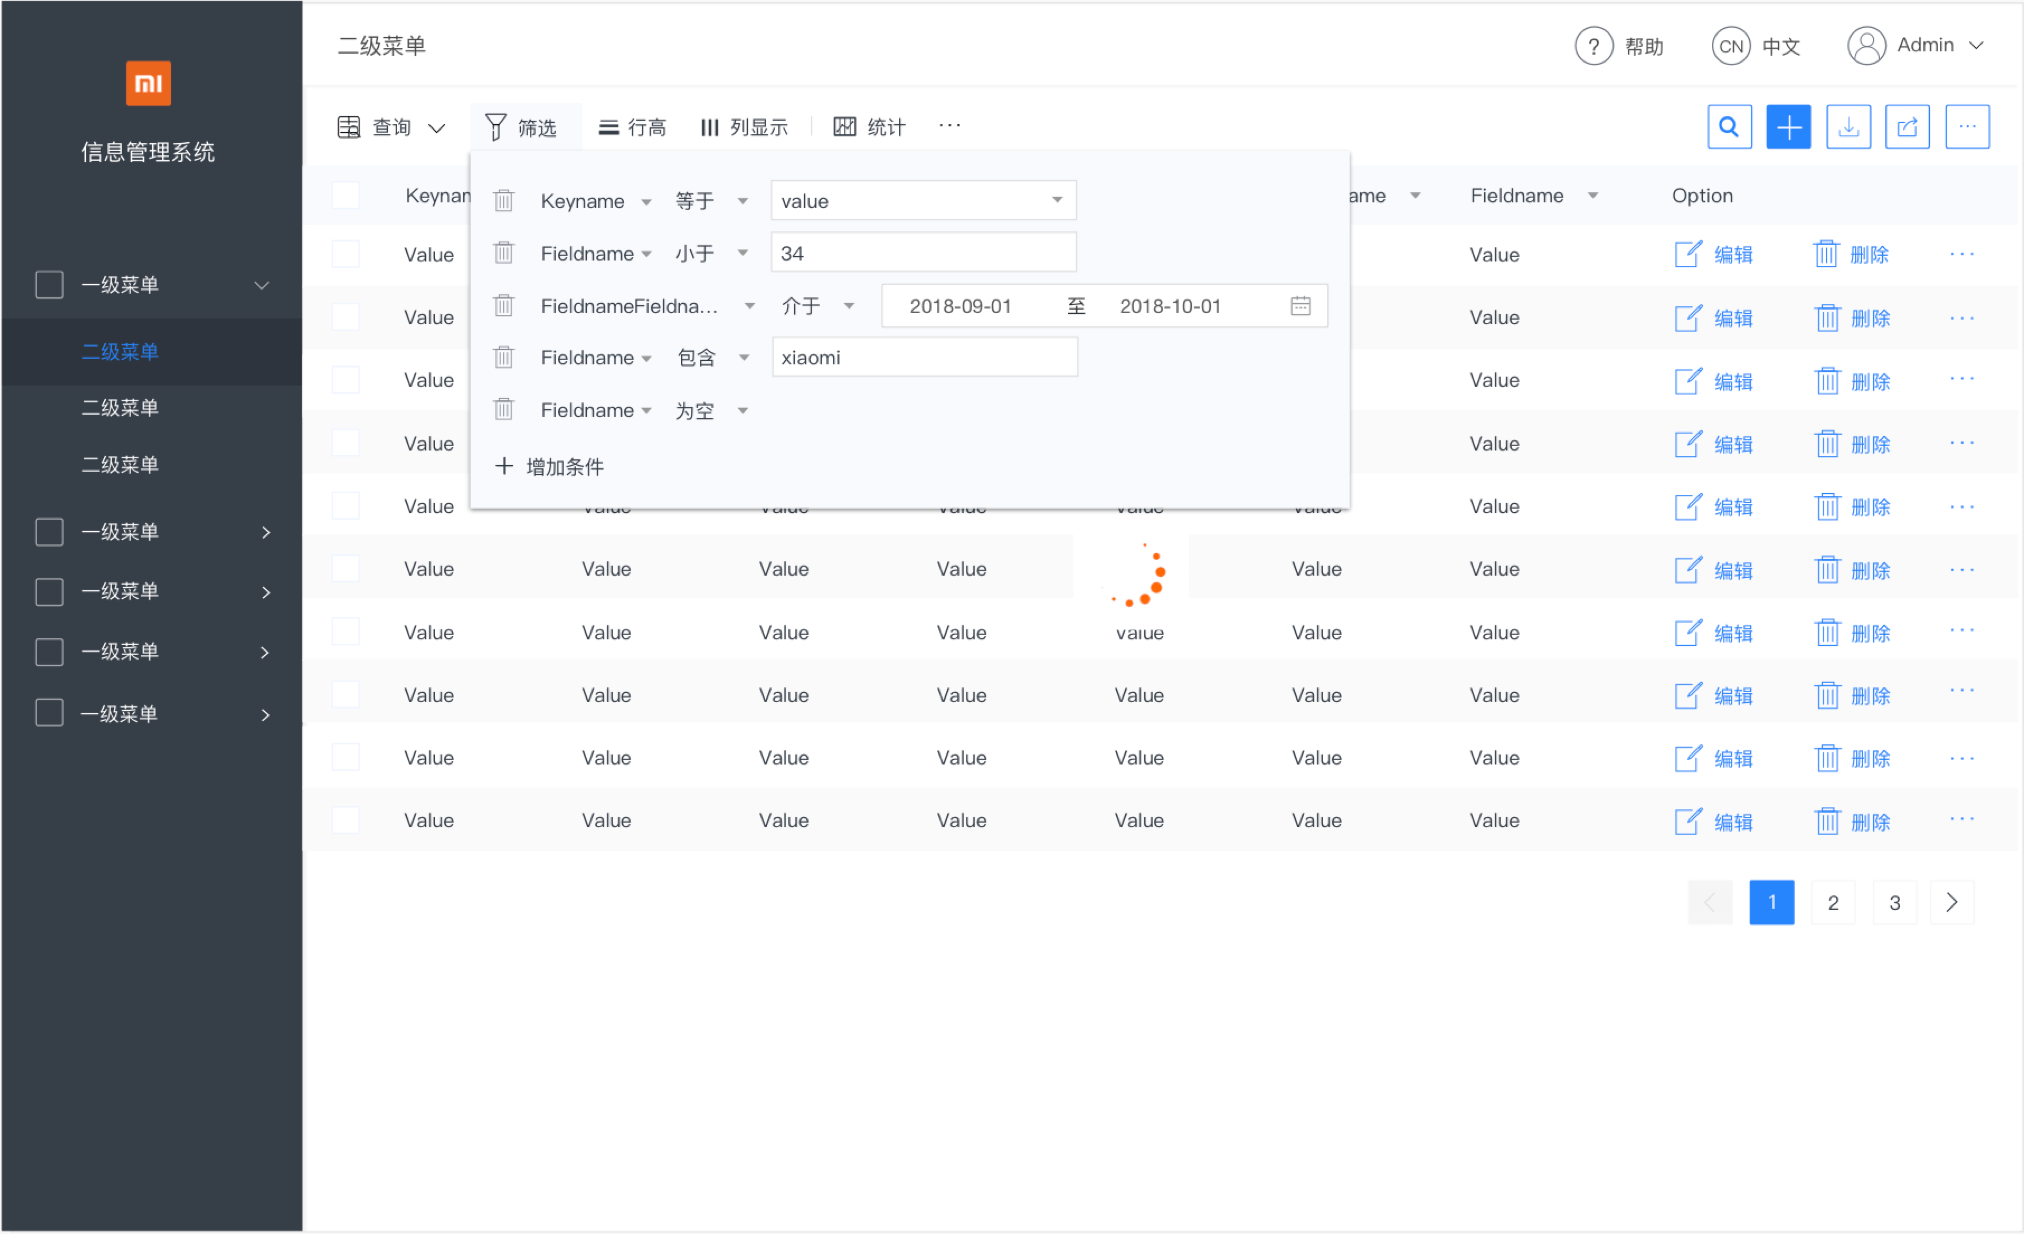 二级菜单
? 帮助 CN 中文 Admin
信息管理系统
查询 筛选 行高 列显示 统计 ···
Keynam ame Fieldname Option
Keyname 等于 value
Fieldname 小于 34
FieldnameFieldna... 介于 2018-09-01 至 2018-10-01
Fieldname 包含 xiaomi
Fieldname 为空
+ 增加条件
一级菜单
二级菜单
二级菜单
二级菜单
一级菜单
一级菜单
一级菜单
一级菜单
Value Value 编辑 删除 ···
Value Value 编辑 删除 ···
Value Value 编辑 删除 ···
Value Value 编辑 删除 ···
Value Value Value Value Value Value Value 编辑 删除 ···
Value Value Value Value Value Value 编辑 删除 ···
Value Value Value Value Value Value Value 编辑 删除 ···
Value Value Value Value Value Value Value 编辑 删除 ···
Value Value Value Value Value Value Value 编辑 删除 ···
Value Value Value Value Value Value Value 编辑 删除 ···
1 2 3